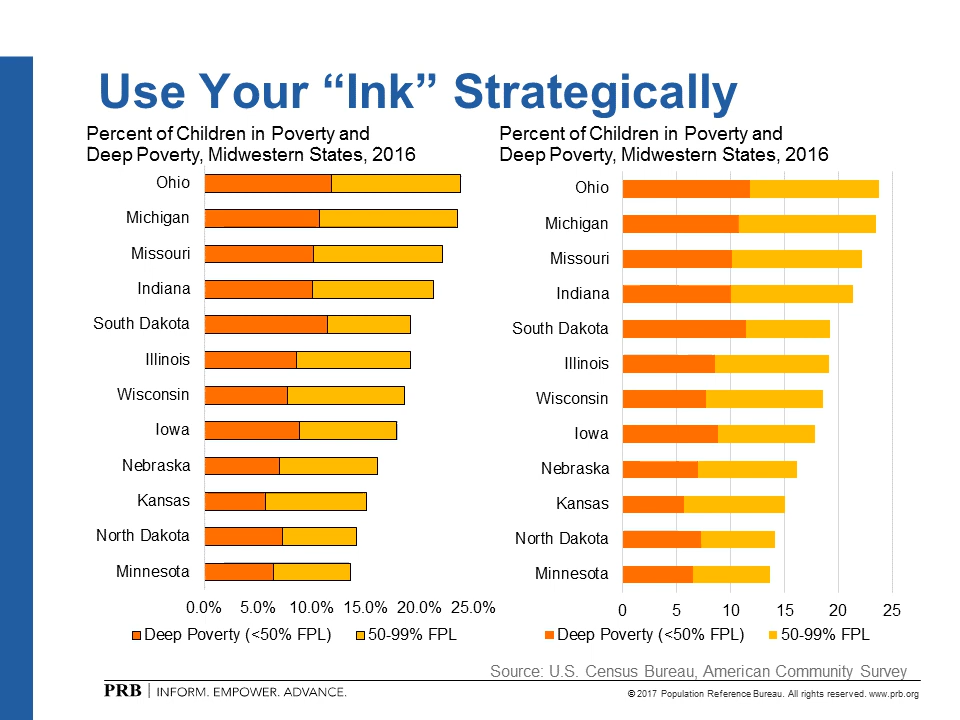 Use Your “Ink” Strategically
Percent of Children in Poverty and
Deep Poverty, Midwestern States, 2016
Ohio
Michigan
Missouri
Indiana
South Dakota
Illinois
Wisconsin
Iowa
Nebraska
Kansas
North Dakota
Minnesota
0.0% 5.0% 10.0% 15.0% 20.0% 25.0%
Deep Poverty (<50% FPL) 50-99% FPL
Percent of Children in Poverty and
Deep Poverty, Midwestern States, 2016
Ohio
Michigan
Missouri
Indiana
South Dakota
Illinois
Wisconsin
Iowa
Nebraska
Kansas
North Dakota
Minnesota
0 5 10 15 20 25
Deep Poverty (<50% FPL) 50-99% FPL
Source: U.S. Census Bureau, American Community Survey
PRB | INFORM. EMPOWER. ADVANCE.
© 2017 Population Reference Bureau. All rights reserved. www.prb.org